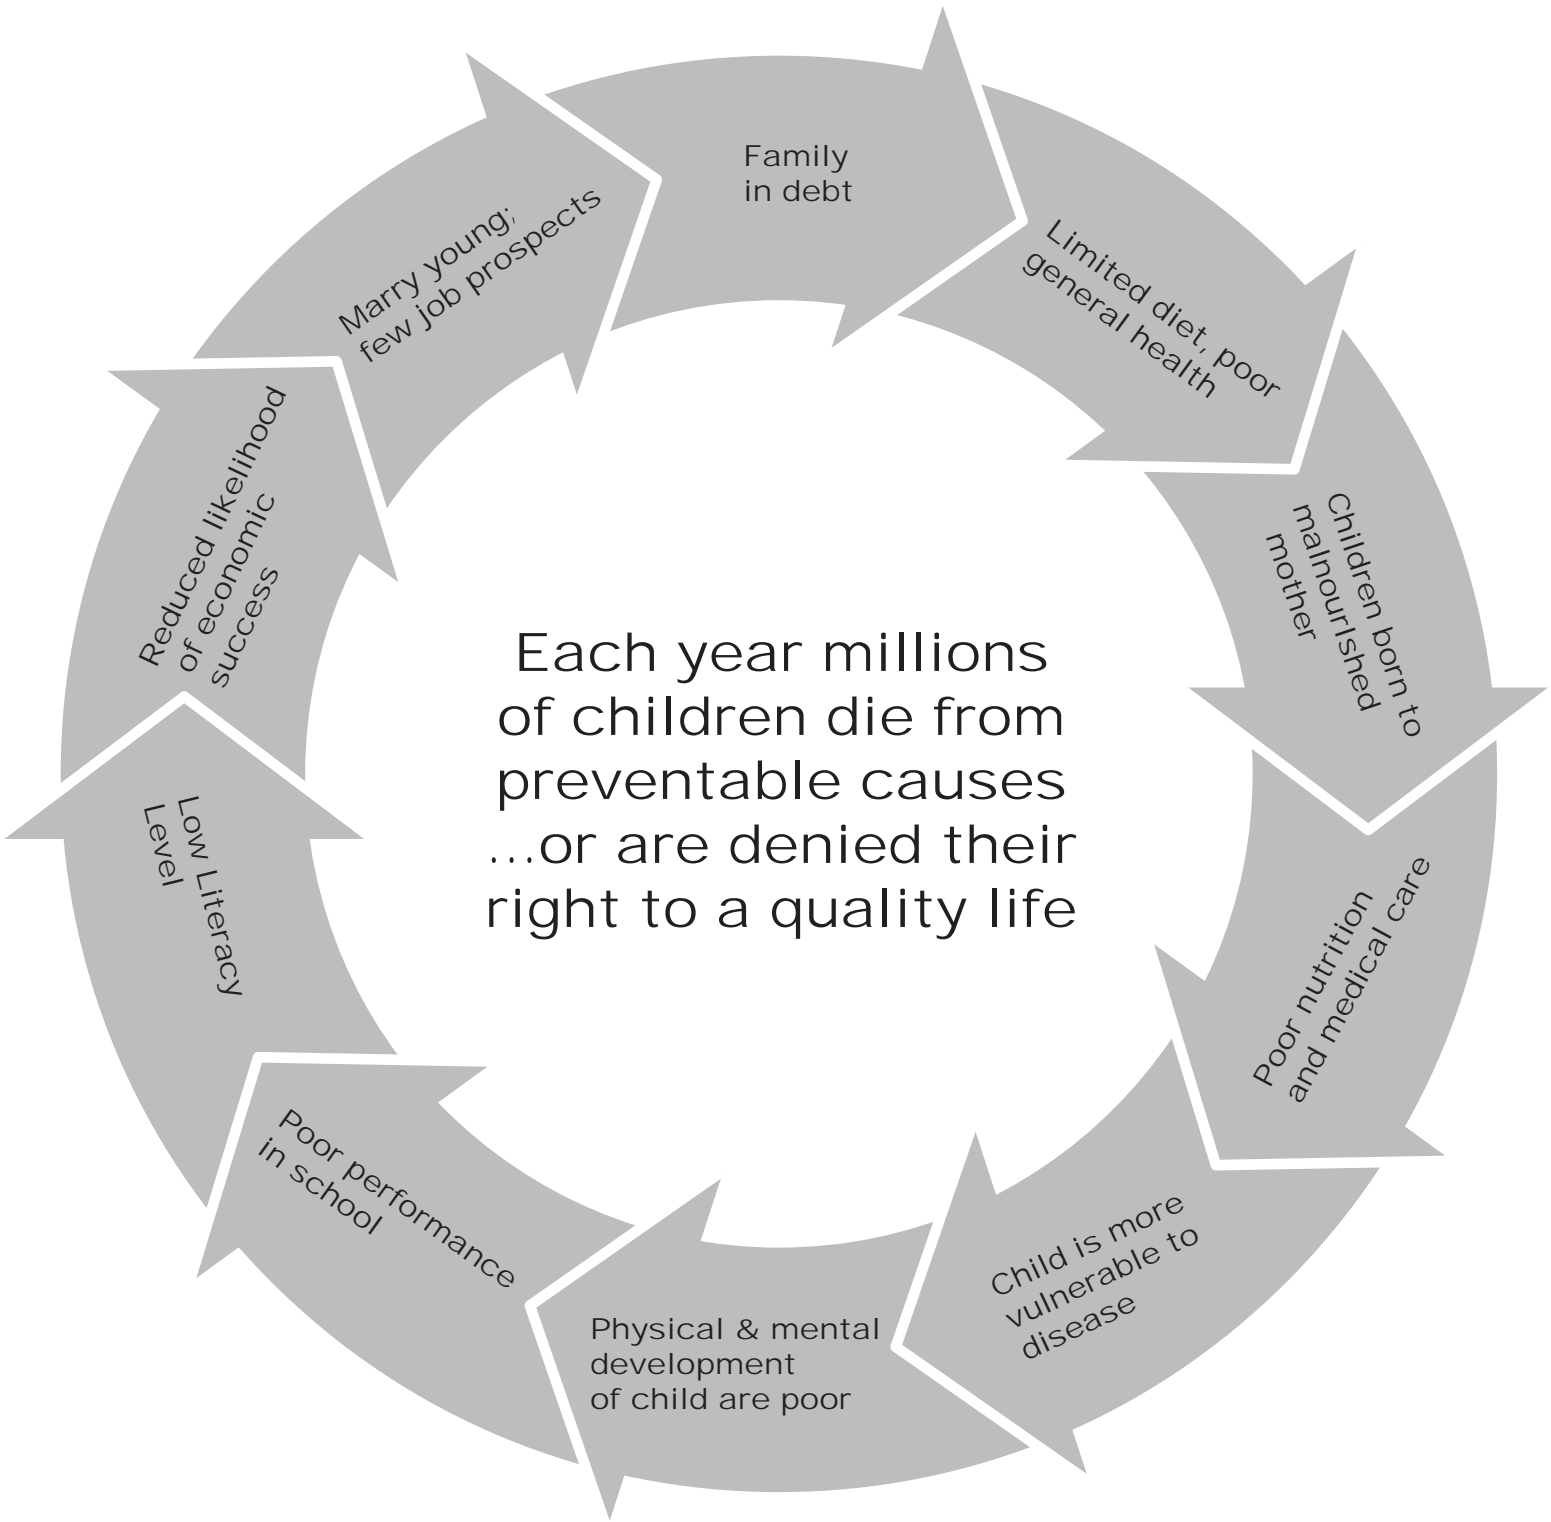 Family
in debt
Limited diet, poor
general health
Children born to
malnourIshed
mother
Poor nutrition
and medical care
Child is more
vulnerable to
disease
Physical & mental
development
of child are poor
Poor performance
in school
Low Literacy
Level
Reduced likelihood
of economic
success
Marry young;
few job prospects
Each year millions
of children die from
preventable causes
...or are denied their
right to a quality life